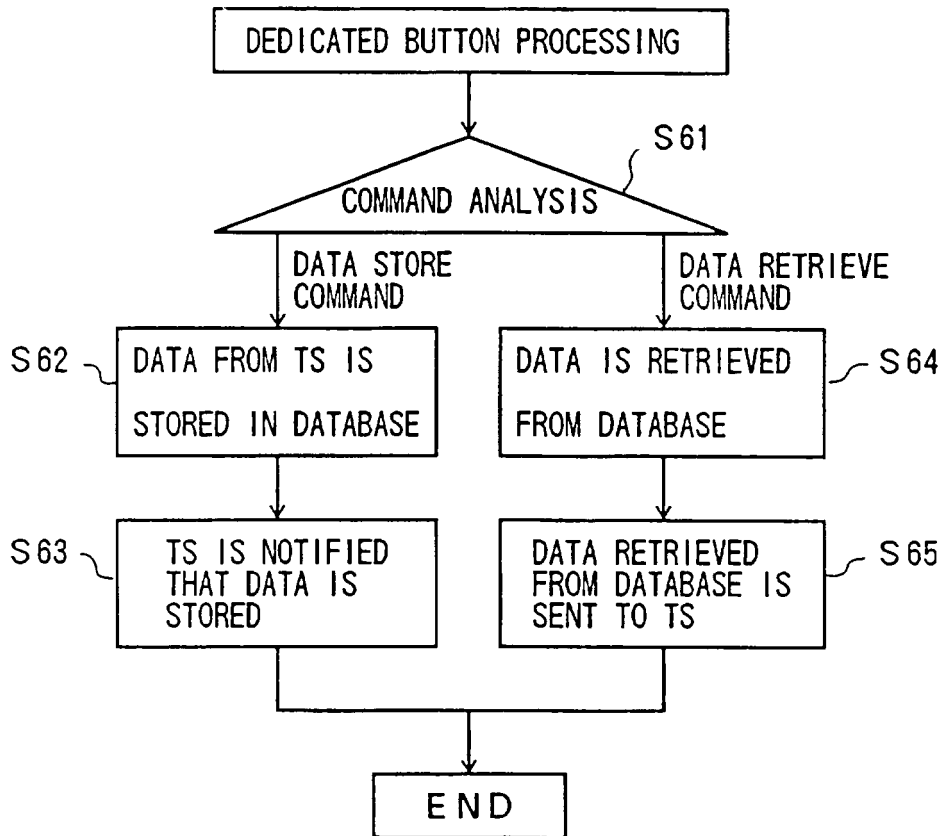 DEDICATED BUTTON PROCESSING
S61
COMMAND ANALYSIS
DATA STORE
COMMAND
DATA RETRIEVE
COMMAND
S62
DATA FROM TS IS
STORED IN DATABASE
S64
DATA IS RETRIEVED
FROM DATABASE
S63
TS IS NOTIFIED
THAT DATA IS
STORED
S65
DATA RETRIEVED
FROM DATABASE IS
SENT TO TS
END